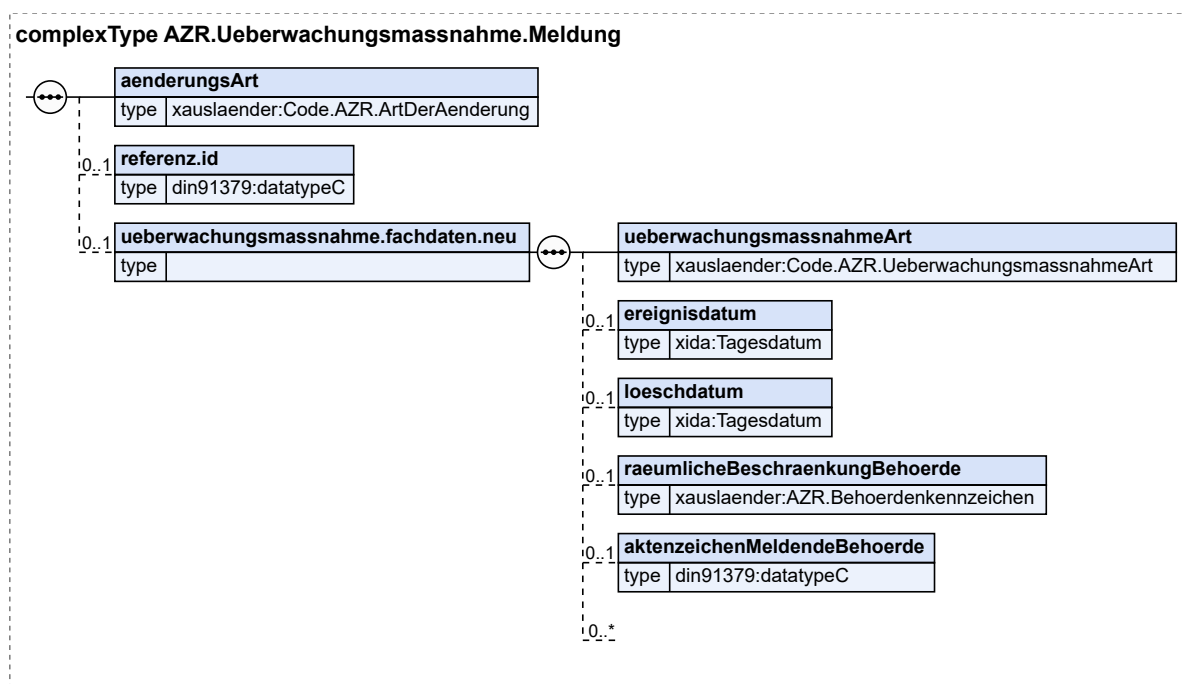 complexType AZR.Ueberwachungsmassnahme.Meldung
aenderungsArt
type xauslaender:Code.AZR.ArtDerAenderung
0..1 referenz.id
type din91379:datatypeC
0..1 ueberwachungsmassnahme.fachdaten.neu
type
ueberwachungsmassnahmeArt
type xauslaender:Code.AZR.UeberwachungsmassnahmeArt
0..1 ereignisdatum
type xida:Tagesdatum
0..1 loeschdatum
type xida:Tagesdatum
0..1 raeumlicheBeschraenkungBehoerde
type xauslaender:AZR.Behoerdenkennzeichen
0..1 aktenzeichenMeldendeBehoerde
type din91379:datatypeC
0..*